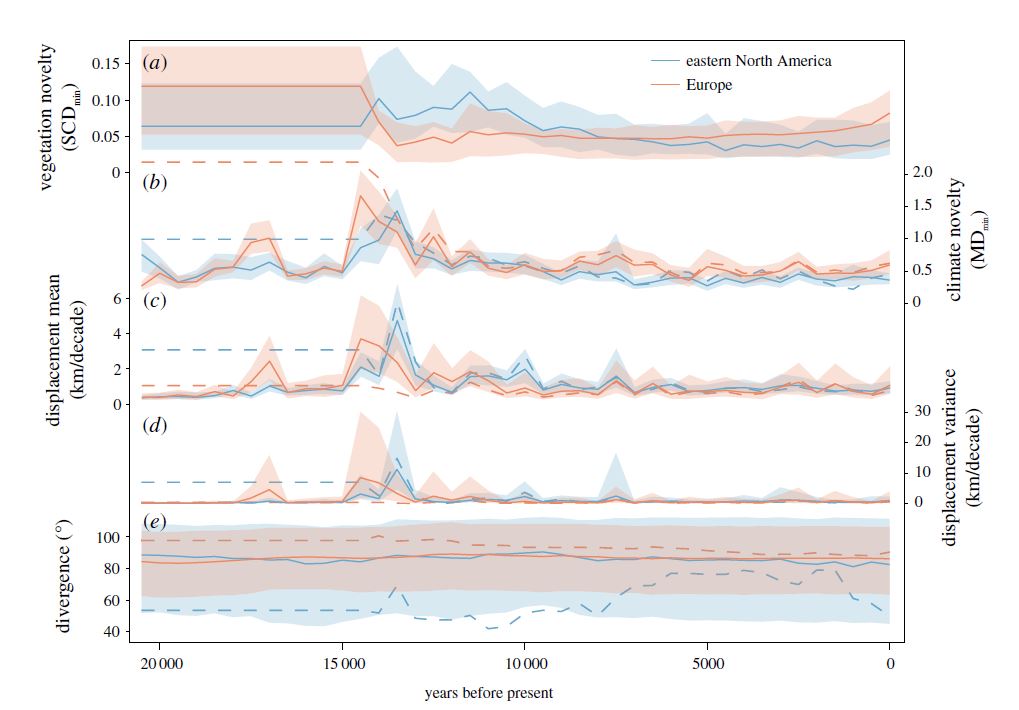 (a)
vegetation novelty
(SCD_min)
0.15
0.10
0.05
0
eastern North America
Europe
(b)
2.0
1.5
1.0
0.5
0
climate novelty
(MD_min)
(c)
displacement mean
(km/decade)
6
4
2
0
(d)
30
20
10
0
displacement variance
(km/decade)
(e)
divergence (°)
100
80
60
40
20 000
15 000
10 000
5000
0
years before present